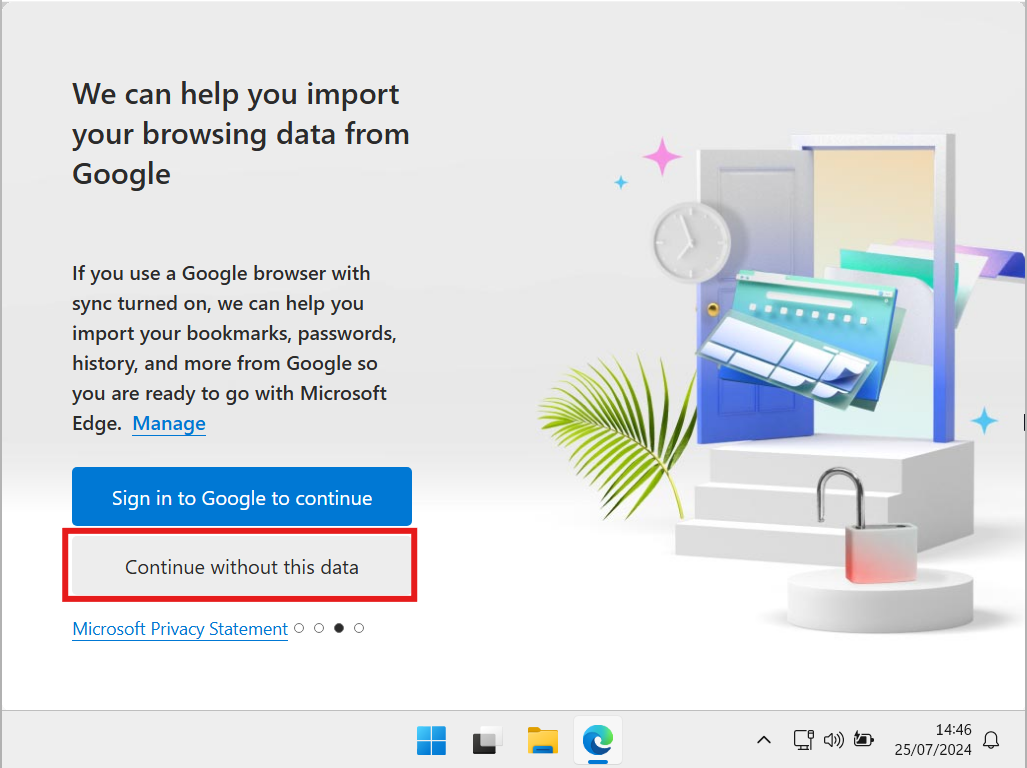 We can help you import
your browsing data from
Google
If you use a Google browser with
sync turned on, we can help you
import your bookmarks, passwords,
history, and more from Google so
you are ready to go with Microsoft
Edge. Manage
Sign in to Google to continue
Continue without this data
Microsoft Privacy Statement
14:46
25/07/2024